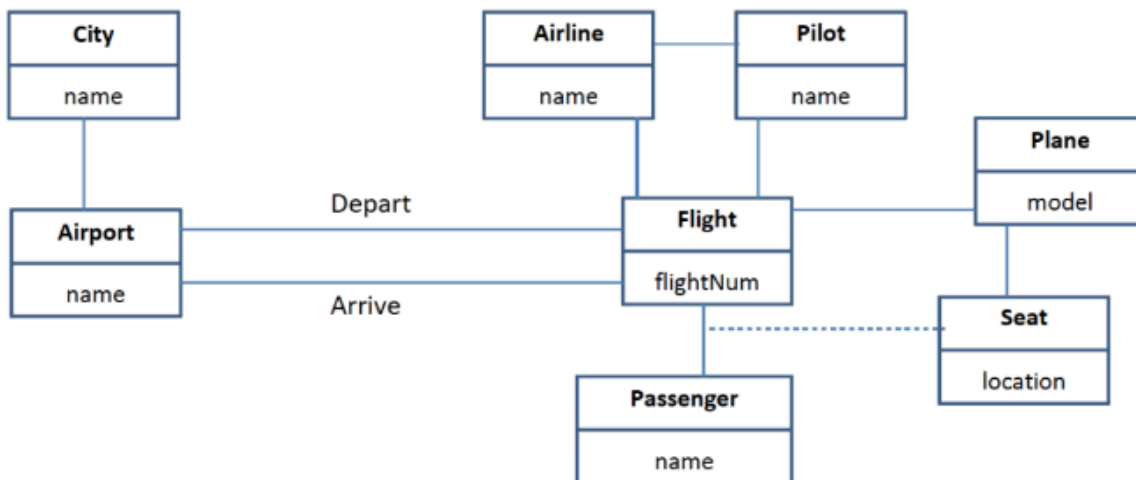 City
name
Airline
name
Pilot
name
Plane
model
Airport
name
Depart
Arrive
Flight
flightNum
Seat
location
Passenger
name